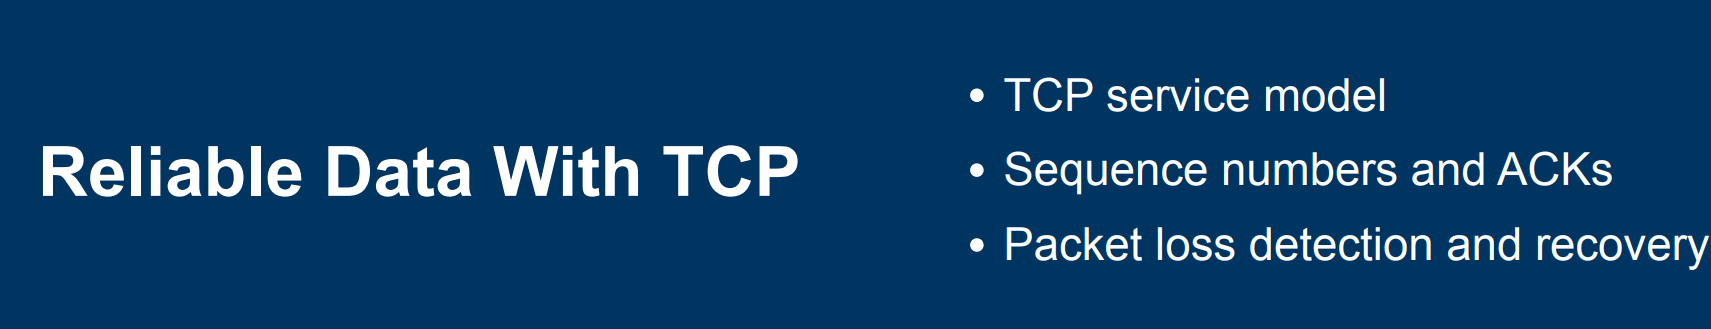 Reliable Data With TCP
• TCP service model
• Sequence numbers and ACKs
• Packet loss detection and recovery